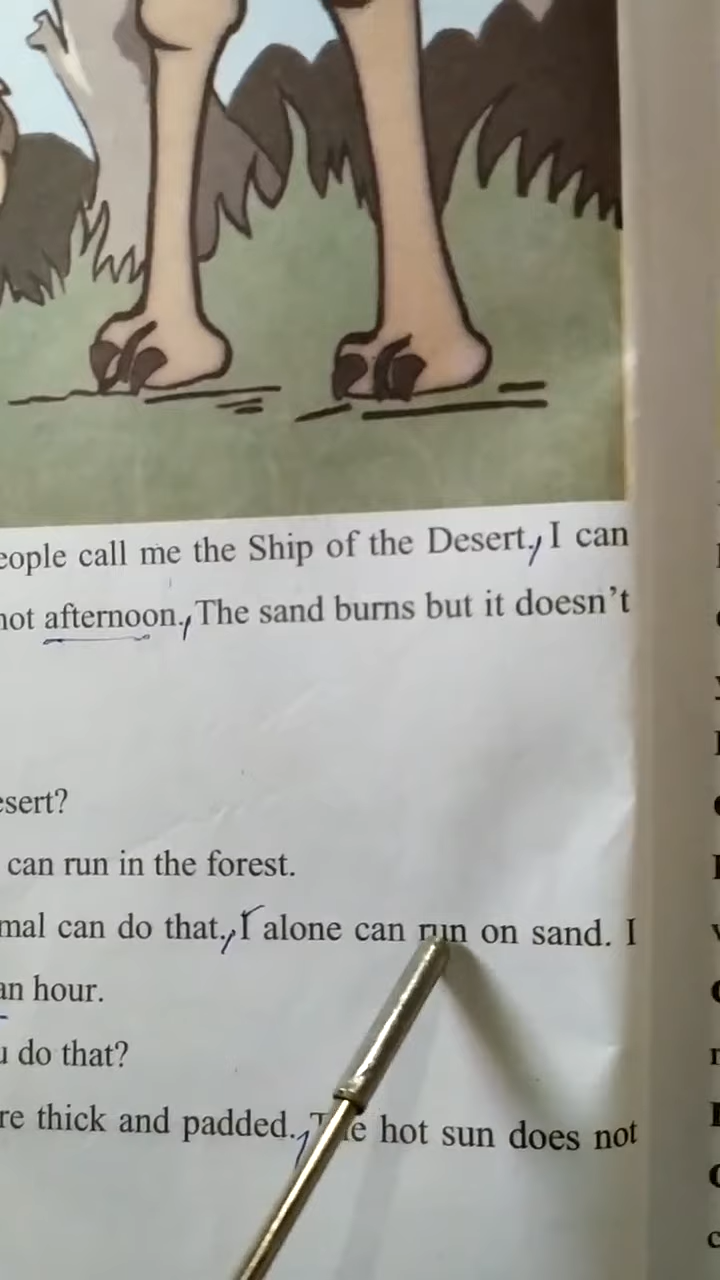 eople call me the Ship of the Desert. I can
hot afternoon. The sand burns but it doesn't
esert?
can run in the forest.
mal can do that. I alone can run on sand. I
an hour.
u do that?
re thick and padded. The hot sun does not